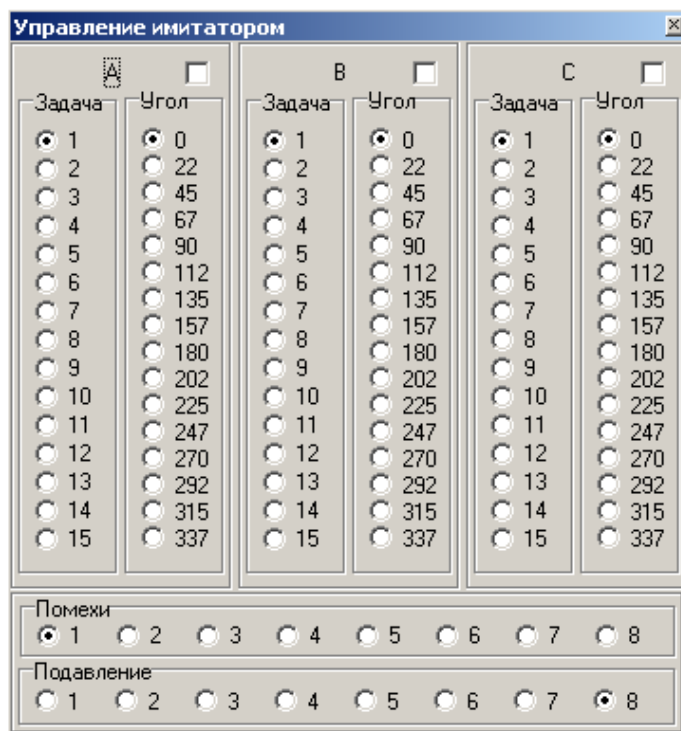 Управление имитатором
A B C
Задача Угол Задача Угол Задача Угол
1 0 1 0 1 0
2 22 2 22 2 22
3 45 3 45 3 45
4 67 4 67 4 67
5 90 5 90 5 90
6 112 6 112 6 112
7 135 7 135 7 135
8 157 8 157 8 157
9 180 9 180 9 180
10 202 10 202 10 202
11 225 11 225 11 225
12 247 12 247 12 247
13 270 13 270 13 270
14 292 14 292 14 292
15 315 15 315 15 315
337 337 337
Помехи
1 2 3 4 5 6 7 8
Подавление
1 2 3 4 5 6 7 8